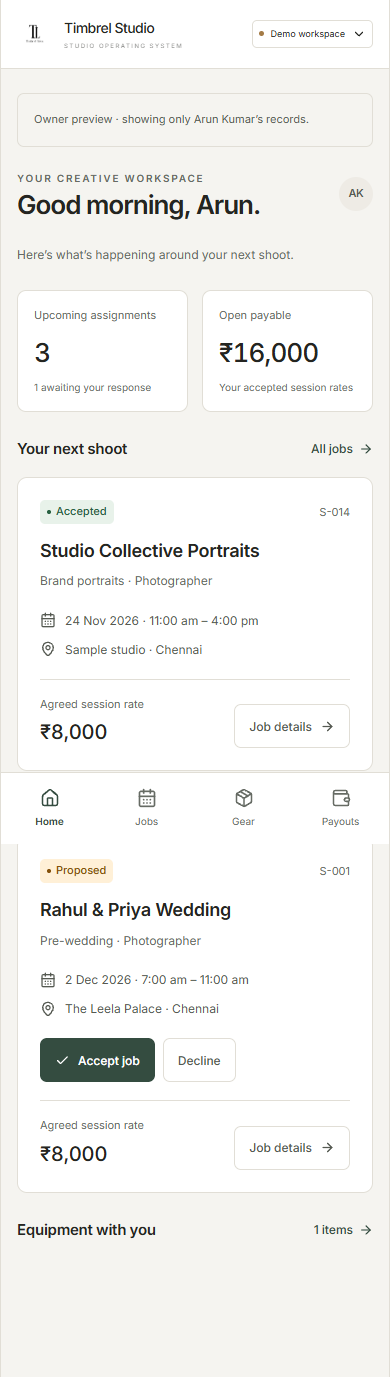 Timbrel Studio
STUDIO OPERATING SYSTEM
Demo workspace
Owner preview · showing only Arun Kumar’s records.
YOUR CREATIVE WORKSPACE
Good morning, Arun.
AK
Here’s what’s happening around your next shoot.
Upcoming assignments
3
1 awaiting your response
Open payable
₹16,000
Your accepted session rates
Your next shoot
All jobs
Accepted
S-014
Studio Collective Portraits
Brand portraits · Photographer
24 Nov 2026 · 11:00 am – 4:00 pm
Sample studio · Chennai
Agreed session rate
₹8,000
Job details
Home
Jobs
Gear
Payouts
Proposed
S-001
Rahul & Priya Wedding
Pre-wedding · Photographer
2 Dec 2026 · 7:00 am – 11:00 am
The Leela Palace · Chennai
Accept job
Decline
Agreed session rate
₹8,000
Job details
Equipment with you
1 items